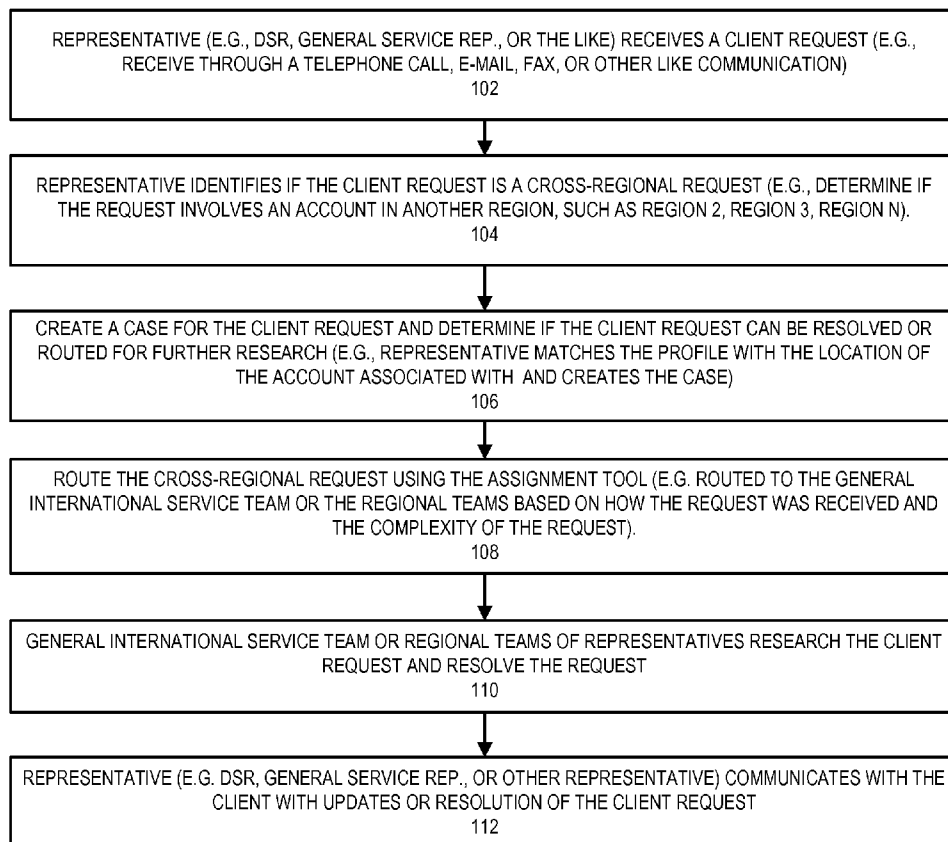 REPRESENTATIVE (E.G., DSR, GENERAL SERVICE REP., OR THE LIKE) RECEIVES A CLIENT REQUEST (E.G.,
RECEIVE THROUGH A TELEPHONE CALL, E-MAIL, FAX, OR OTHER LIKE COMMUNICATION)
102
REPRESENTATIVE IDENTIFIES IF THE CLIENT REQUEST IS A CROSS-REGIONAL REQUEST (E.G., DETERMINE IF
THE REQUEST INVOLVES AN ACCOUNT IN ANOTHER REGION, SUCH AS REGION 2, REGION 3, REGION N).
104
CREATE A CASE FOR THE CLIENT REQUEST AND DETERMINE IF THE CLIENT REQUEST CAN BE RESOLVED OR
ROUTED FOR FURTHER RESEARCH (E.G., REPRESENTATIVE MATCHES THE PROFILE WITH THE LOCATION OF
THE ACCOUNT ASSOCIATED WITH AND CREATES THE CASE)
106
ROUTE THE CROSS-REGIONAL REQUEST USING THE ASSIGNMENT TOOL (E.G. ROUTED TO THE GENERAL
INTERNATIONAL SERVICE TEAM OR THE REGIONAL TEAMS BASED ON HOW THE REQUEST WAS RECEIVED AND
THE COMPLEXITY OF THE REQUEST).
108
GENERAL INTERNATIONAL SERVICE TEAM OR REGIONAL TEAMS OF REPRESENTATIVES RESEARCH THE CLIENT
REQUEST AND RESOLVE THE REQUEST
110
REPRESENTATIVE (E.G. DSR, GENERAL SERVICE REP., OR OTHER REPRESENTATIVE) COMMUNICATES WITH THE
CLIENT WITH UPDATES OR RESOLUTION OF THE CLIENT REQUEST
112